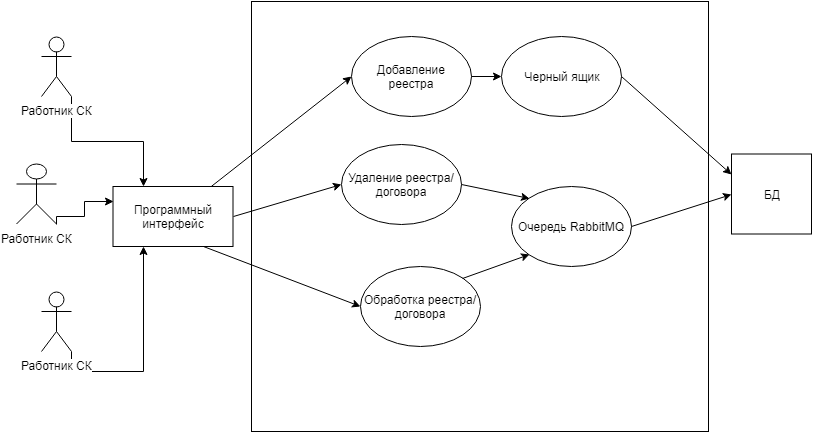 Работник СК
Работник СК
Работник СК
Программный
интерфейс
Добавление
реестра
Черный ящик
Удаление реестра/
договора
Очередь RabbitMQ
Обработка реестра/
договора
БД